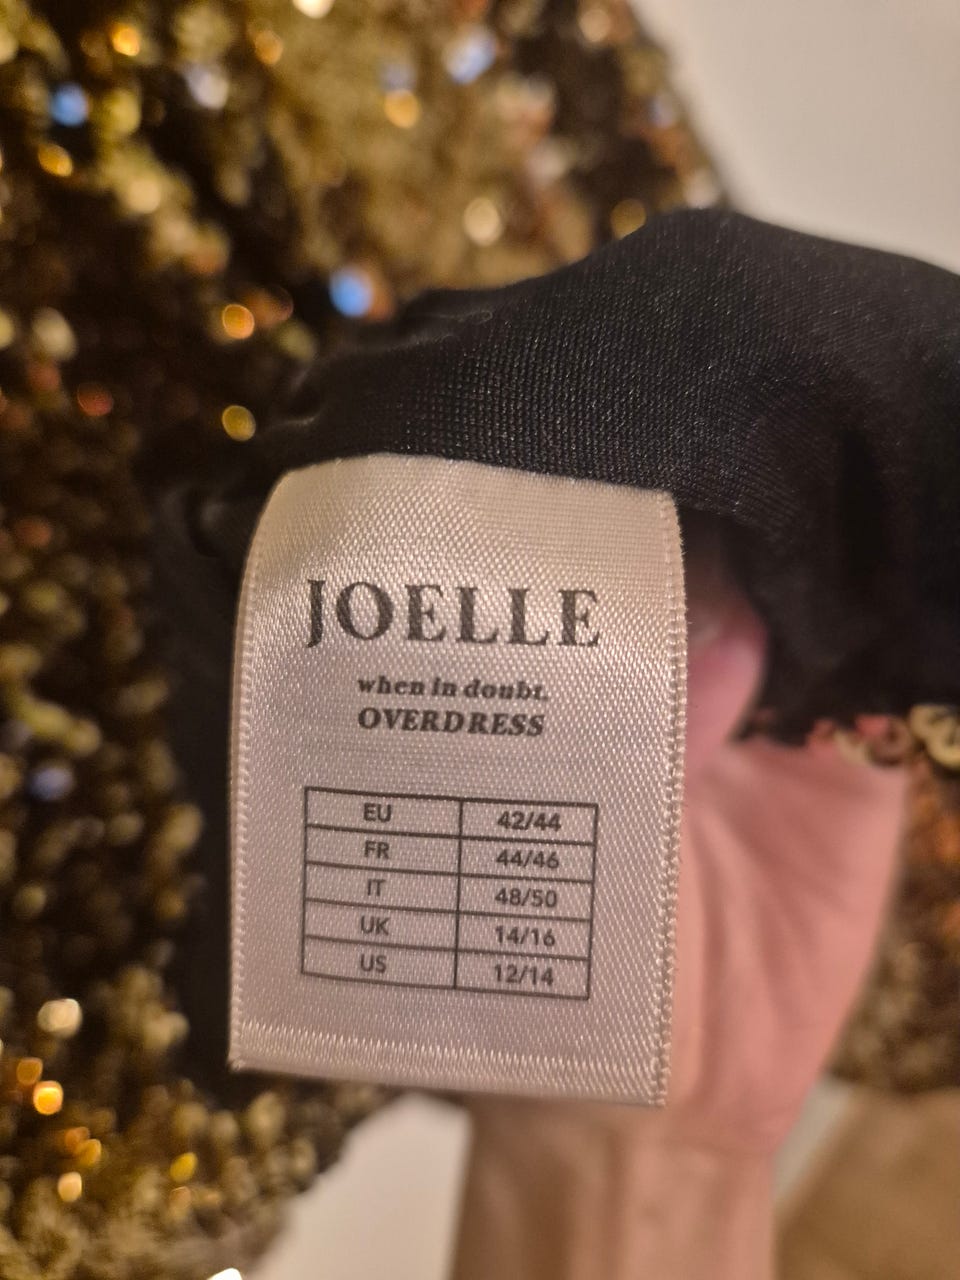 JOELLE
when in doubt.
OVERDRESS
EU 42/44
FR 44/46
IT 48/50
UK 14/16
US 12/14